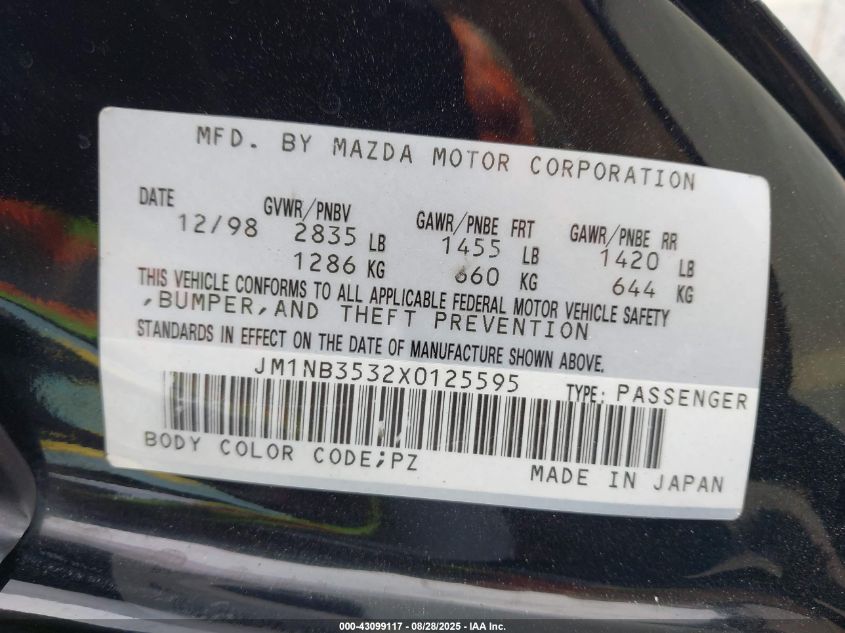 MFD. BY MAZDA MOTOR CORPORATION
DATE GVWR/PNBV GAWR/PNBE FRT GAWR/PNBE RR
12/98 2835 LB 1455 LB 1420 LB
1286 KG 660 KG 644 KG
THIS VEHICLE CONFORMS TO ALL APPLICABLE FEDERAL MOTOR VEHICLE SAFETY
,BUMPER,AND THEFT PREVENTION
STANDARDS IN EFFECT ON THE DATE OF MANUFACTURE SHOWN ABOVE.
JM1NB3532X0125595 TYPE; PASSENGER
BODY COLOR CODE;PZ MADE IN JAPAN
000-43099117 - 08/28/2025 - IAA Inc.